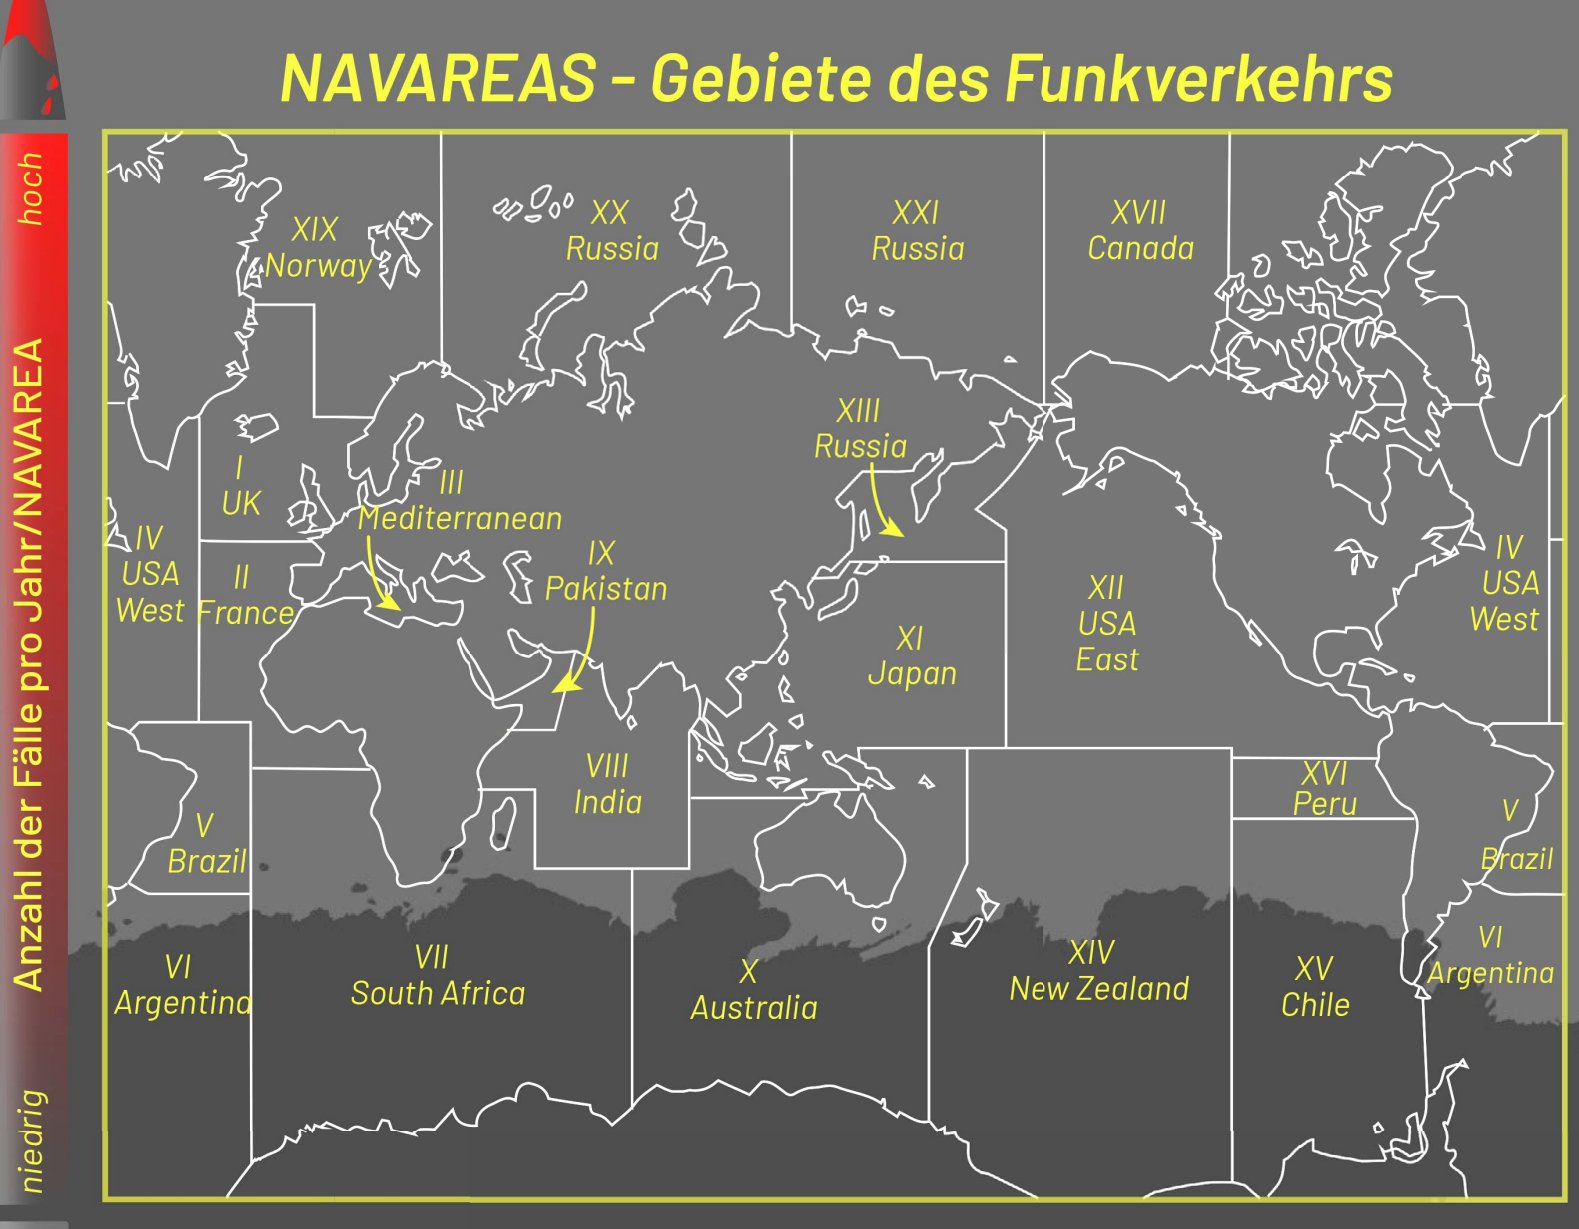 NAVAREAS - Gebiete des Funkverkehrs
hoch
Anzahl der Fälle pro Jahr/NAVAREA
niedrig
XIX
Norway
XX
Russia
XXI
Russia
XVII
Canada
XIII
Russia
I
UK
III
Mediterranean
IV
USA
West
II
France
IX
Pakistan
XII
USA
East
XI
Japan
IV
USA
West
VIII
India
XVI
Peru
V
Brazil
V
Brazil
VI
Argentina
VII
South Africa
X
Australia
XIV
New Zealand
XV
Chile
VI
Argentina